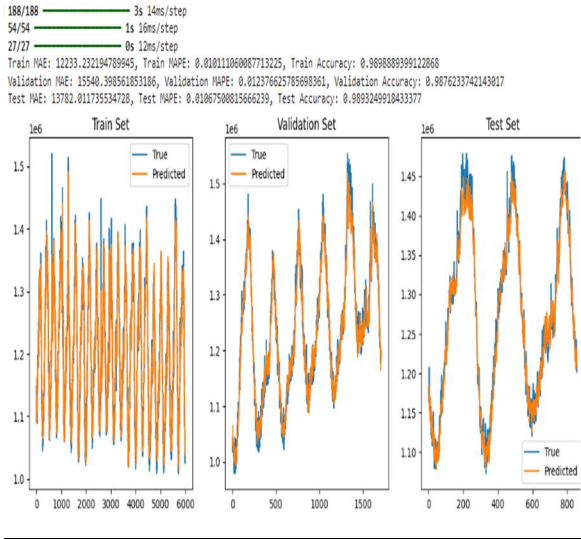 188/188 ━━━━━━━━━━ 3s 14ms/step
54/54 ━━━━━━━━━━ 1s 16ms/step
27/27 ━━━━━━━━━━ 0s 12ms/step
Train MAE: 12233.232194789945, Train MAPE: 0.010111060087713225, Train Accuracy: 0.9898889399122868
Validation MAE: 15540.398561853186, Validation MAPE: 0.012376625785698361, Validation Accuracy: 0.9876233742143017
Test MAE: 13782.011735534728, Test MAPE: 0.01067500815666239, Test Accuracy: 0.9893249918433377
Train Set
1e6
True
Predicted
1.5
1.4
1.3
1.2
1.1
1.0
0 1000 2000 3000 4000 5000 6000
Validation Set
1e6
True
Predicted
1.5
1.4
1.3
1.2
1.1
1.0
0 500 1000 1500
Test Set
1e6
1.45
1.40
1.35
1.30
1.25
1.20
1.15
1.10
True
Predicted
0 200 400 600 800